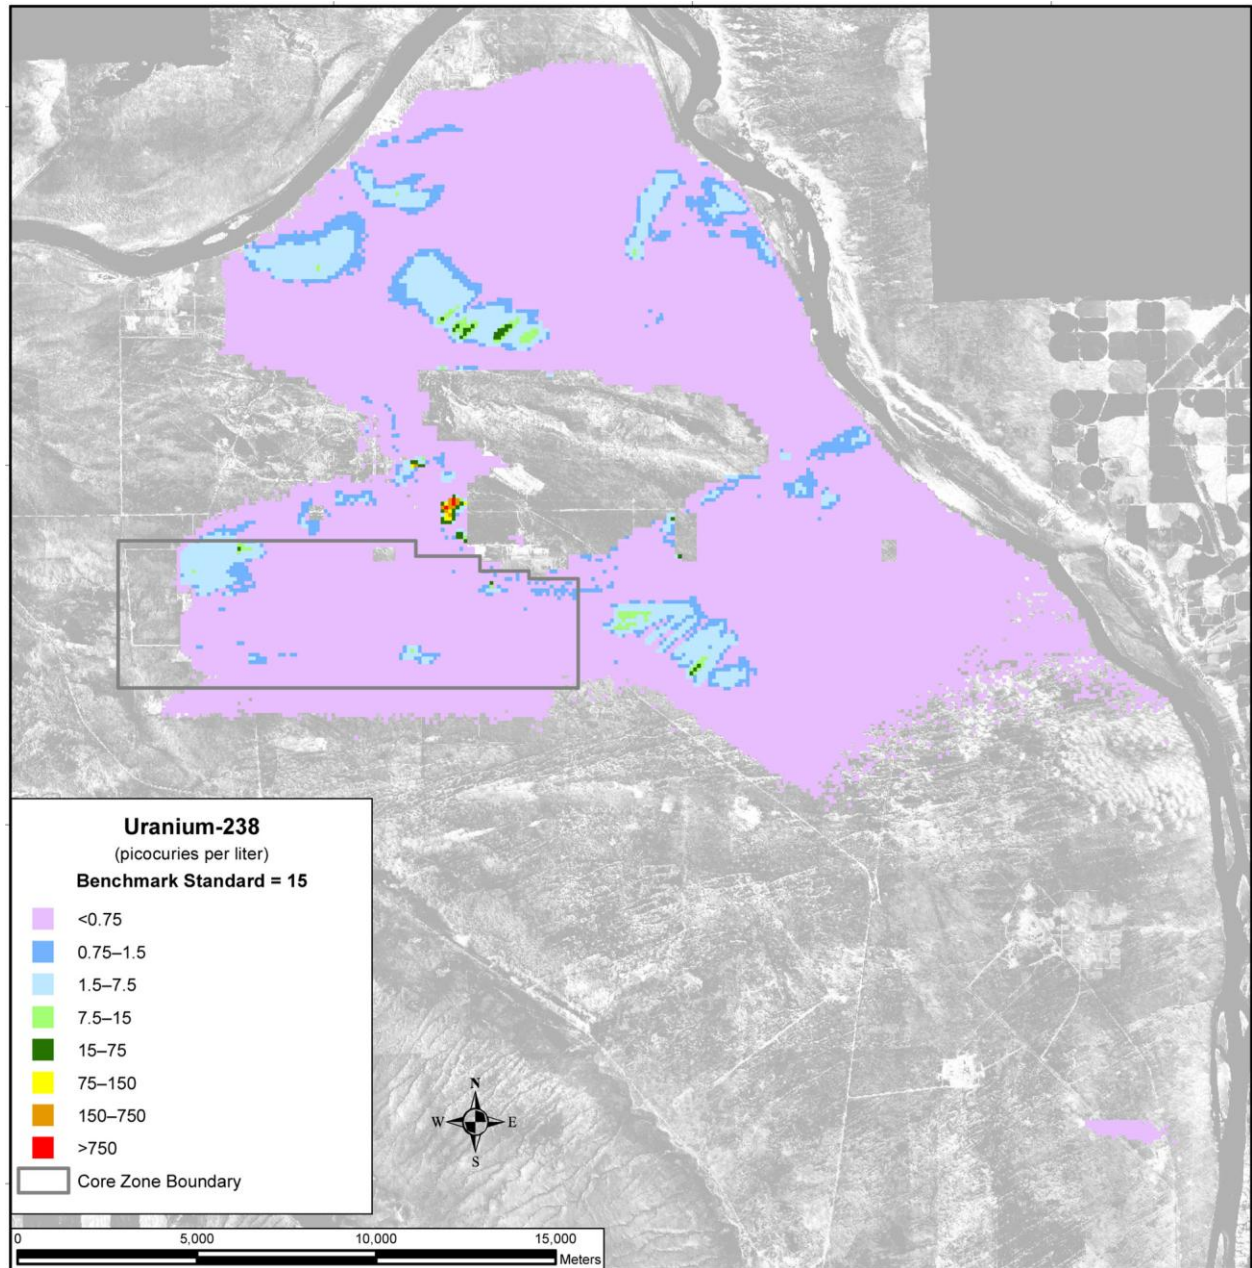 Uranium-238
(picocuries per liter)
Benchmark Standard = 15
<0.75
0.75–1.5
1.5–7.5
7.5–15
15–75
75–150
150–750
>750
Core Zone Boundary
N
W E
S
0 5,000 10,000 15,000
Meters